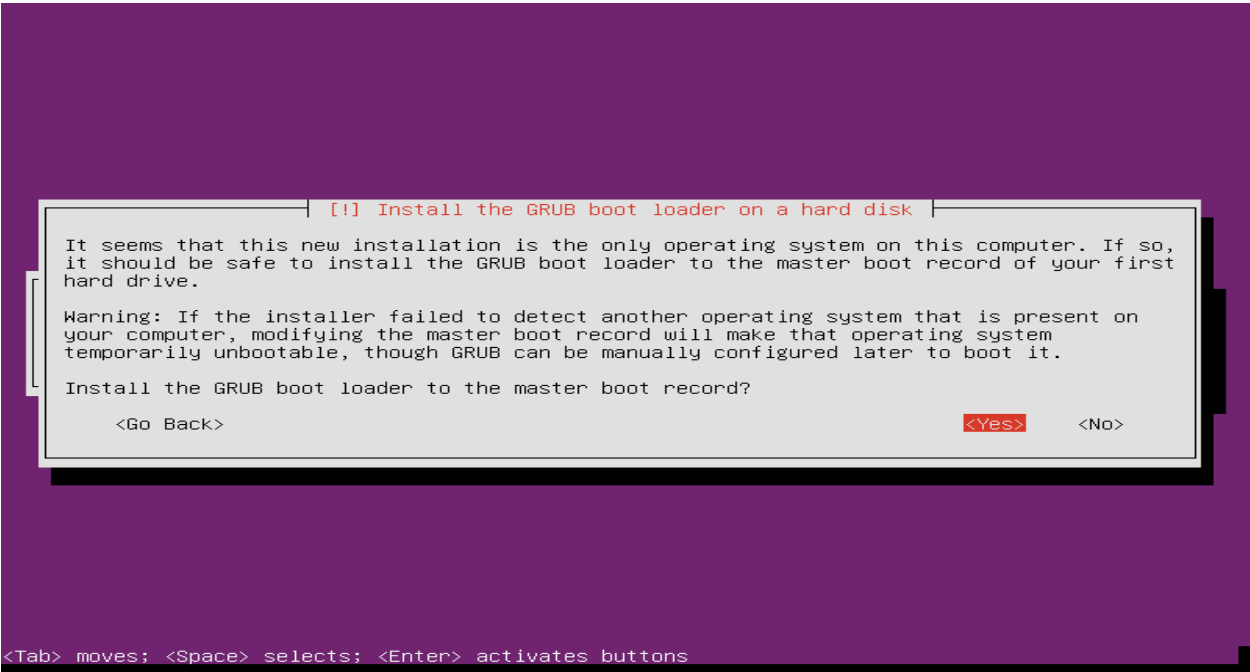 [!] Install the GRUB boot loader on a hard disk
It seems that this new installation is the only operating system on this computer. If so,
it should be safe to install the GRUB boot loader to the master boot record of your first
hard drive.
Warning: If the installer failed to detect another operating system that is present on
your computer, modifying the master boot record will make that operating system
temporarily unbootable, though GRUB can be manually configured later to boot it.
Install the GRUB boot loader to the master boot record?
<Go Back> <Yes> <No>
<Tab> moves; <Space> selects; <Enter> activates buttons